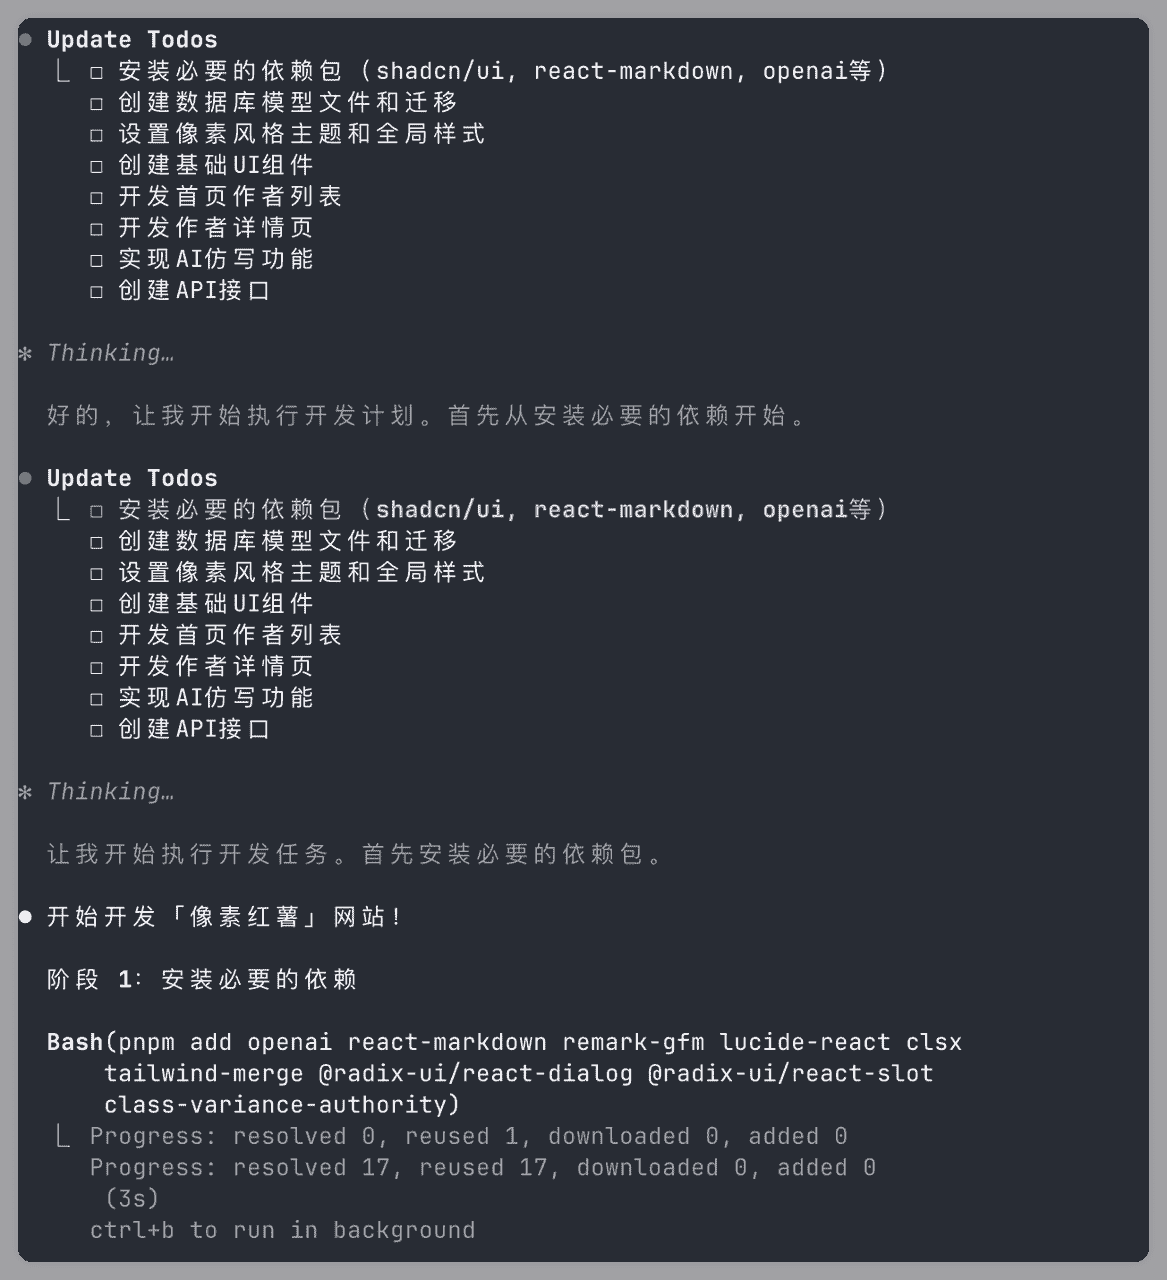 Update Todos
☐ 安装必要的依赖包 (shadcn/ui, react-markdown, openai等)
☐ 创建数据库模型文件和迁移
☐ 设置像素风格主题和全局样式
☐ 创建基础UI组件
☐ 开发首页作者列表
☐ 开发作者详情页
☐ 实现AI仿写功能
☐ 创建API接口
✻ Thinking…
好的, 让我开始执行开发计划。首先从安装必要的依赖开始。
Update Todos
☐ 安装必要的依赖包 (shadcn/ui, react-markdown, openai等)
☐ 创建数据库模型文件和迁移
☐ 设置像素风格主题和全局样式
☐ 创建基础UI组件
☐ 开发首页作者列表
☐ 开发作者详情页
☐ 实现AI仿写功能
☐ 创建API接口
✻ Thinking…
让我开始执行开发任务。首先安装必要的依赖包。
开始开发「像素红薯」网站!
阶段 1: 安装必要的依赖
Bash(pnpm add openai react-markdown remark-gfm lucide-react clsx
tailwind-merge @radix-ui/react-dialog @radix-ui/react-slot
class-variance-authority)
Progress: resolved 0, reused 1, downloaded 0, added 0
Progress: resolved 17, reused 17, downloaded 0, added 0
(3s)
ctrl+b to run in background